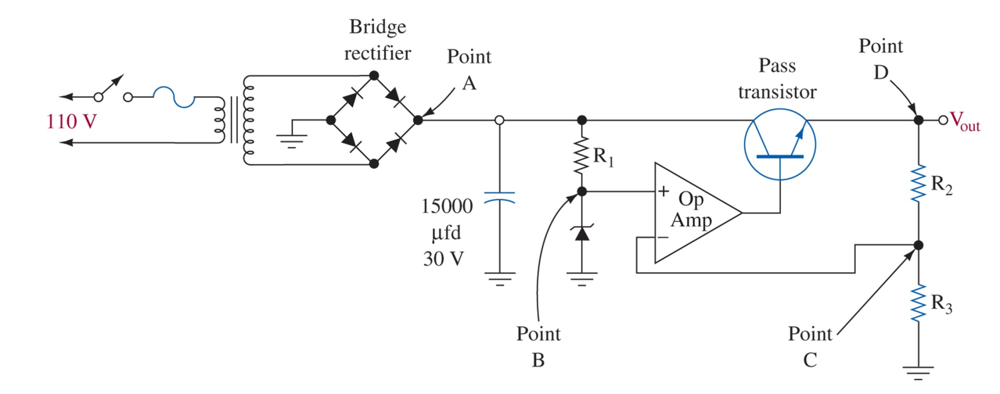 Bridge
rectifier
Point
A
Point
D
Pass
transistor
110 V
Vout
R1
R2
+
Op
Amp
−
15000
μfd
30 V
R3
Point
B
Point
C